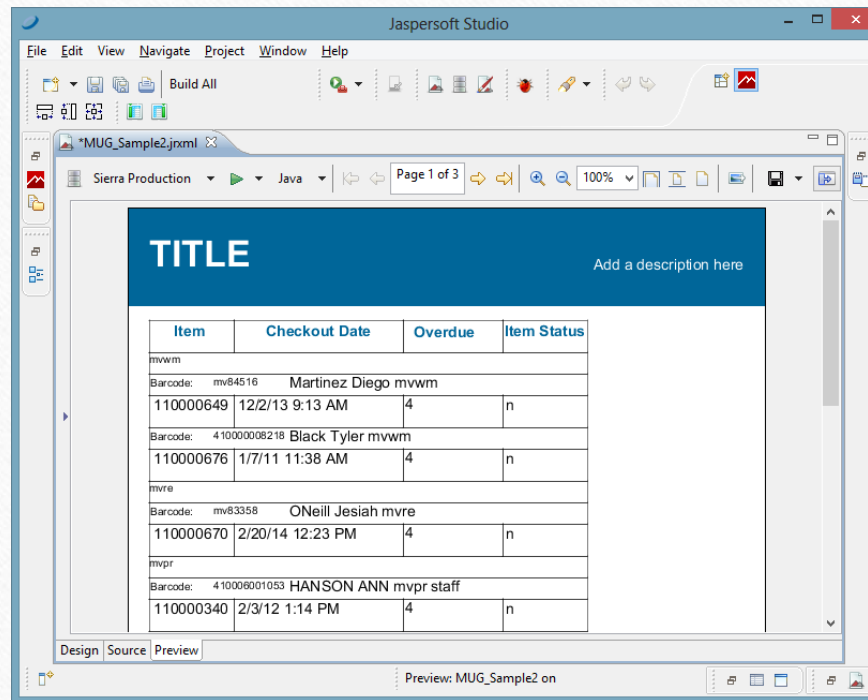 Jaspersoft Studio
File Edit View Navigate Project Window Help
Build All
*MUG_Sample2.jrxml
Sierra Production Java Page 1 of 3 100%
TITLE
Add a description here
Item Checkout Date Overdue Item Status
mvwm
Barcode: mv84516 Martinez Diego mvwm
110000649 12/2/13 9:13 AM 4 n
Barcode: 410000008218 Black Tyler mvwm
110000676 1/7/11 11:38 AM 4 n
mvre
Barcode: mv83358 ONeill Jesiah mvre
110000670 2/20/14 12:23 PM 4 n
mvpr
Barcode: 410006001053 HANSON ANN mvpr staff
110000340 2/3/12 1:14 PM 4 n
Design Source Preview
Preview: MUG_Sample2 on